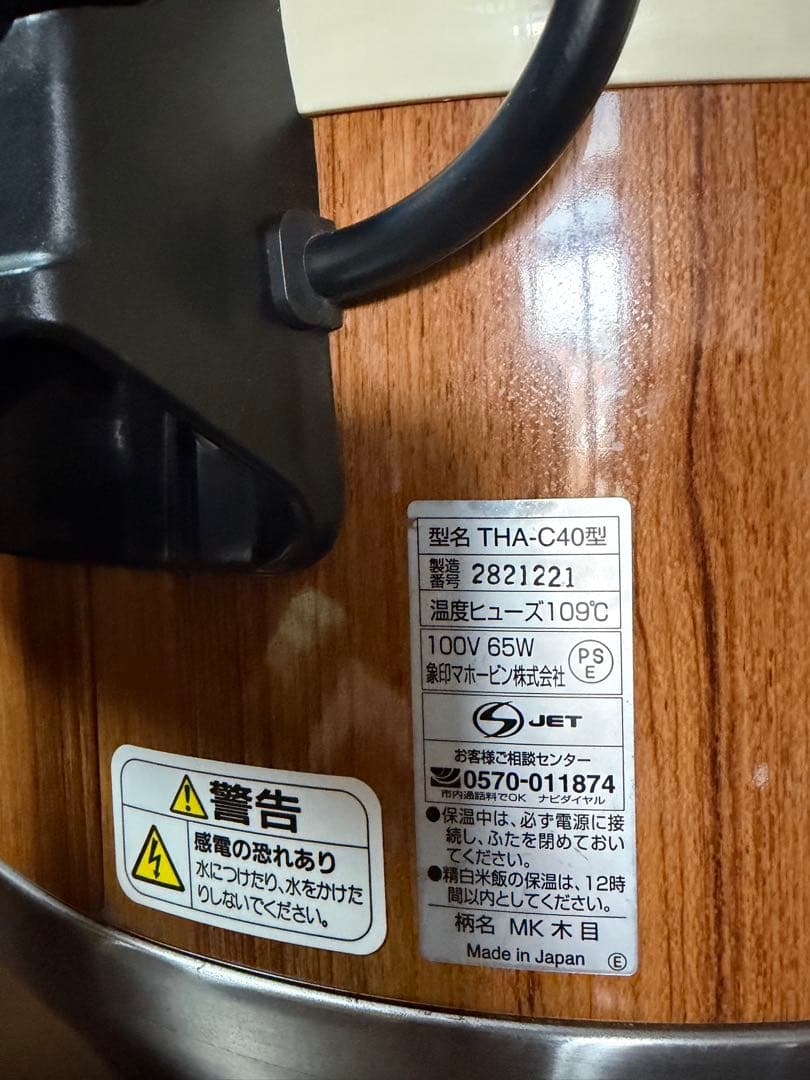 型名 THA-C40型
製造番号 2821221
温度ヒューズ109℃
100V 65W
象印マホービン株式会社
PS
E
JET
お客様ご相談センター
0570-011874
市内通話料でOK ナビダイヤル
●保温中は、必ず電源に接
続し、ふたを閉めておい
てください。
●精白米飯の保温は、12時
間以内としてください。
柄名 MK木目
Made in Japan Ⓔ
警告
感電の恐れあり
水につけたり、水をかけた
りしないでください。